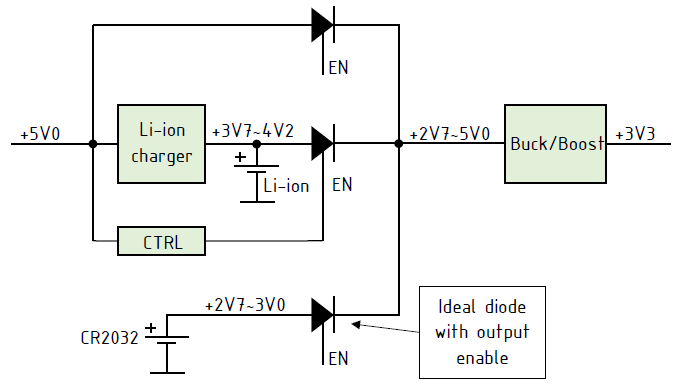 EN
+5V0
Li-ion
charger
+3V7~4V2
+2V7~5V0
Buck/Boost
+3V3
+
Li-ion
EN
CTRL
+2V7~3V0
+
CR2032
EN
Ideal diode
with output
enable